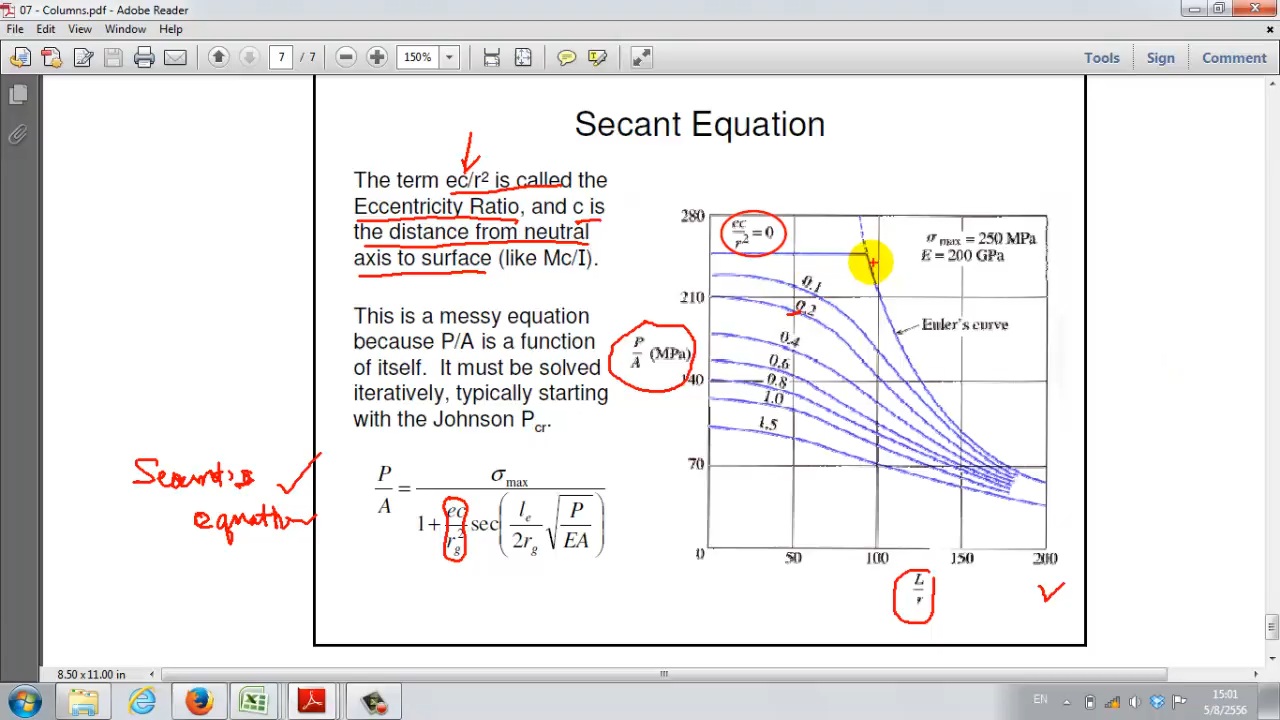 07 - Columns.pdf - Adobe Reader
File Edit View Window Help
7 / 7 150% Tools Sign Comment
Secant Equation
The term ec/r² is called the
Eccentricity Ratio, and c is
the distance from neutral
axis to surface (like Mc/I).
This is a messy equation
because P/A is a function
of itself. It must be solved
iteratively, typically starting
with the Johnson Pcr.
P/A = σmax / (1 + ec/rg² sec(le/2rg √(P/EA)))
equation
280
ec/r² = 0
σmax = 250 MPa
E = 200 GPa
210
0.1
0.2
Euler's curve
P/A (MPa)
0.4
0.6
40
0.8
1.0
1.5
70
0
50 100 150 200
L/r
8.50 x 11.00 in
EN
15:01
5/8/2556